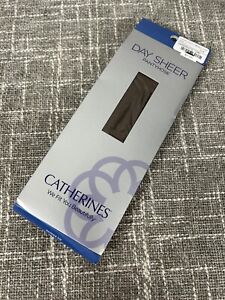 DAY SHEER
PANTYHOSE
CATHERINES
We Fit You Beautifully